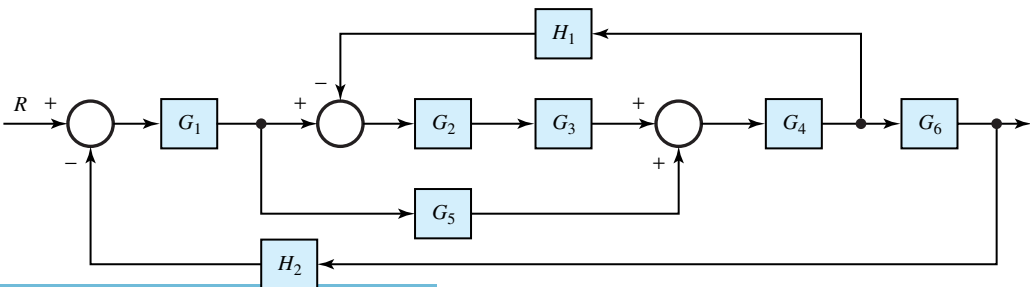 H₁
−
R + + +
G₁ G₂ G₃ G₄ G₆
− +
G₅
H₂